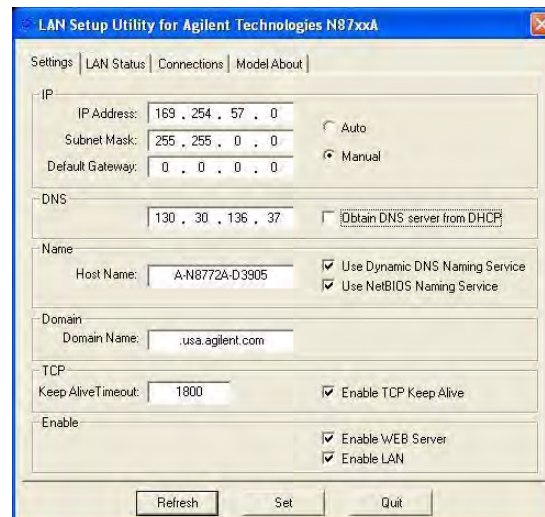 LAN Setup Utility for Agilent Technologies N87xxA
Settings LAN Status Connections Model About
IP
IP Address: 169 . 254 . 57 . 0
Auto
Subnet Mask: 255 . 255 . 0 . 0
Manual
Default Gateway: 0 . 0 . 0 . 0
DNS
130 . 30 . 136 . 37 Obtain DNS server from DHCP
Name
Host Name: A-N8772A-D3905
Use Dynamic DNS Naming Service
Use NetBIOS Naming Service
Domain
Domain Name: .usa.agilent.com
TCP
Keep AliveTimeout: 1800 Enable TCP Keep Alive
Enable
Enable WEB Server
Enable LAN
Refresh Set Quit